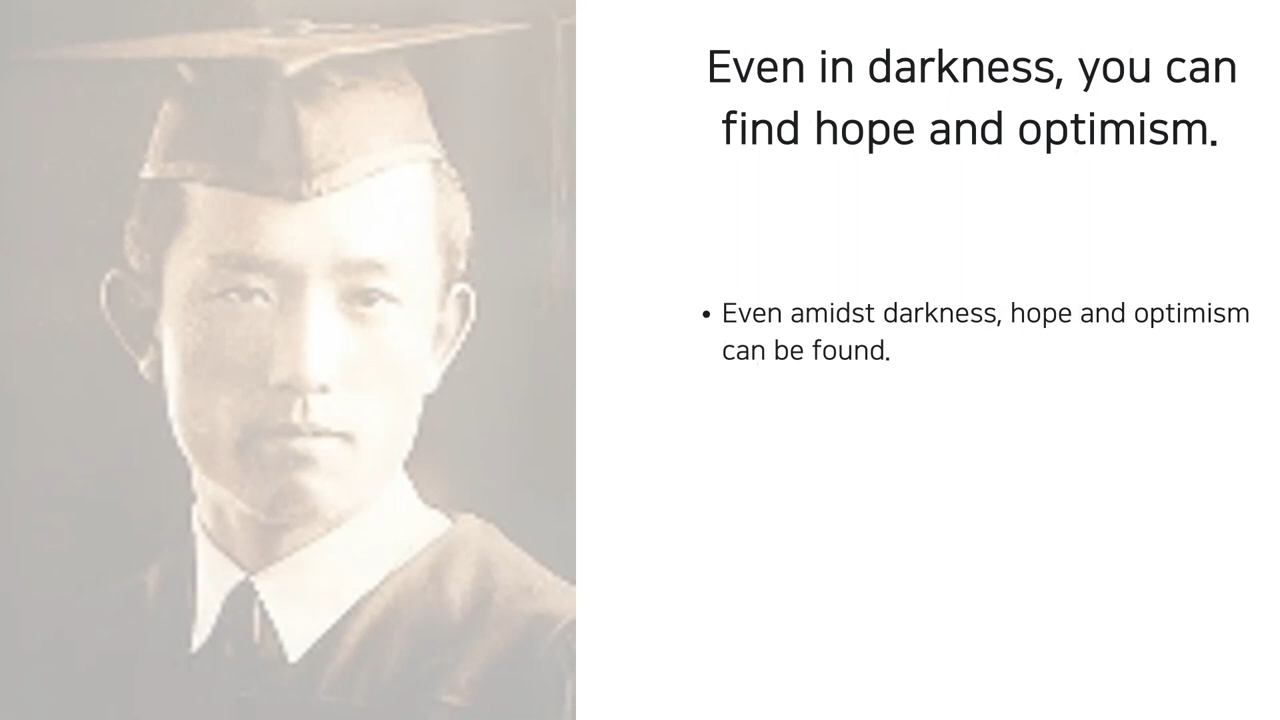 Even in darkness, you can
find hope and optimism.
• Even amidst darkness, hope and optimism
can be found.